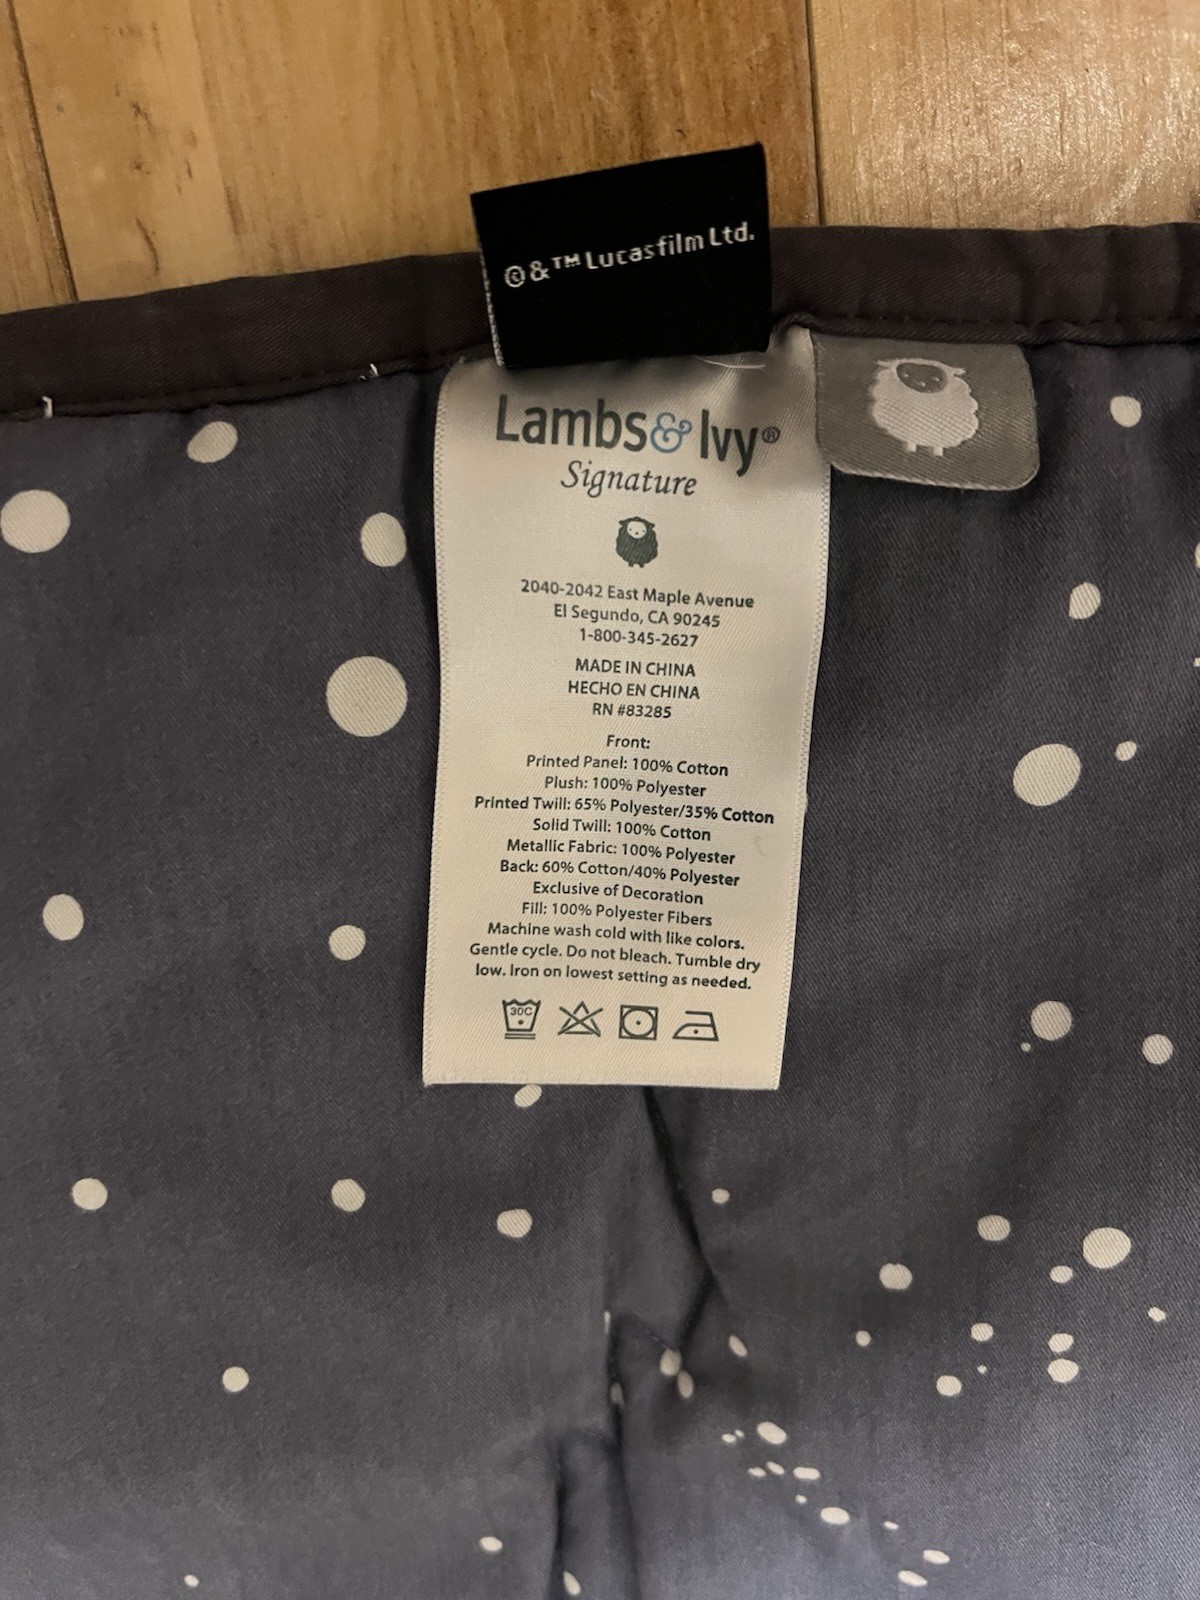 ©&™ Lucasfilm Ltd.
Lambs & Ivy®
Signature
2040-2042 East Maple Avenue
El Segundo, CA 90245
1-800-345-2627
MADE IN CHINA
HECHO EN CHINA
RN #83285
Front:
Printed Panel: 100% Cotton
Plush: 100% Polyester
Printed Twill: 65% Polyester/35% Cotton
Solid Twill: 100% Cotton
Metallic Fabric: 100% Polyester
Back: 60% Cotton/40% Polyester
Exclusive of Decoration
Fill: 100% Polyester Fibers
Machine wash cold with like colors.
Gentle cycle. Do not bleach. Tumble dry
low. Iron on lowest setting as needed.
30C